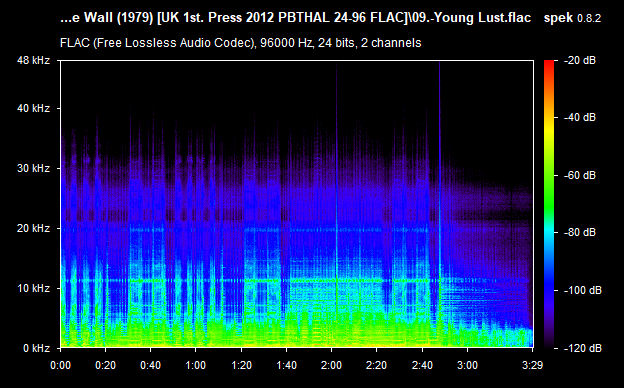 ...e Wall (1979) [UK 1st. Press 2012 PBTHAL 24-96 FLAC]\09.-Young Lust.flac spek 0.8.2
FLAC (Free Lossless Audio Codec), 96000 Hz, 24 bits, 2 channels
48 kHz -20 dB
40 kHz -40 dB
30 kHz -60 dB
20 kHz -80 dB
10 kHz -100 dB
0 kHz -120 dB
0:00 0:20 0:40 1:00 1:20 1:40 2:00 2:20 2:40 3:00 3:29